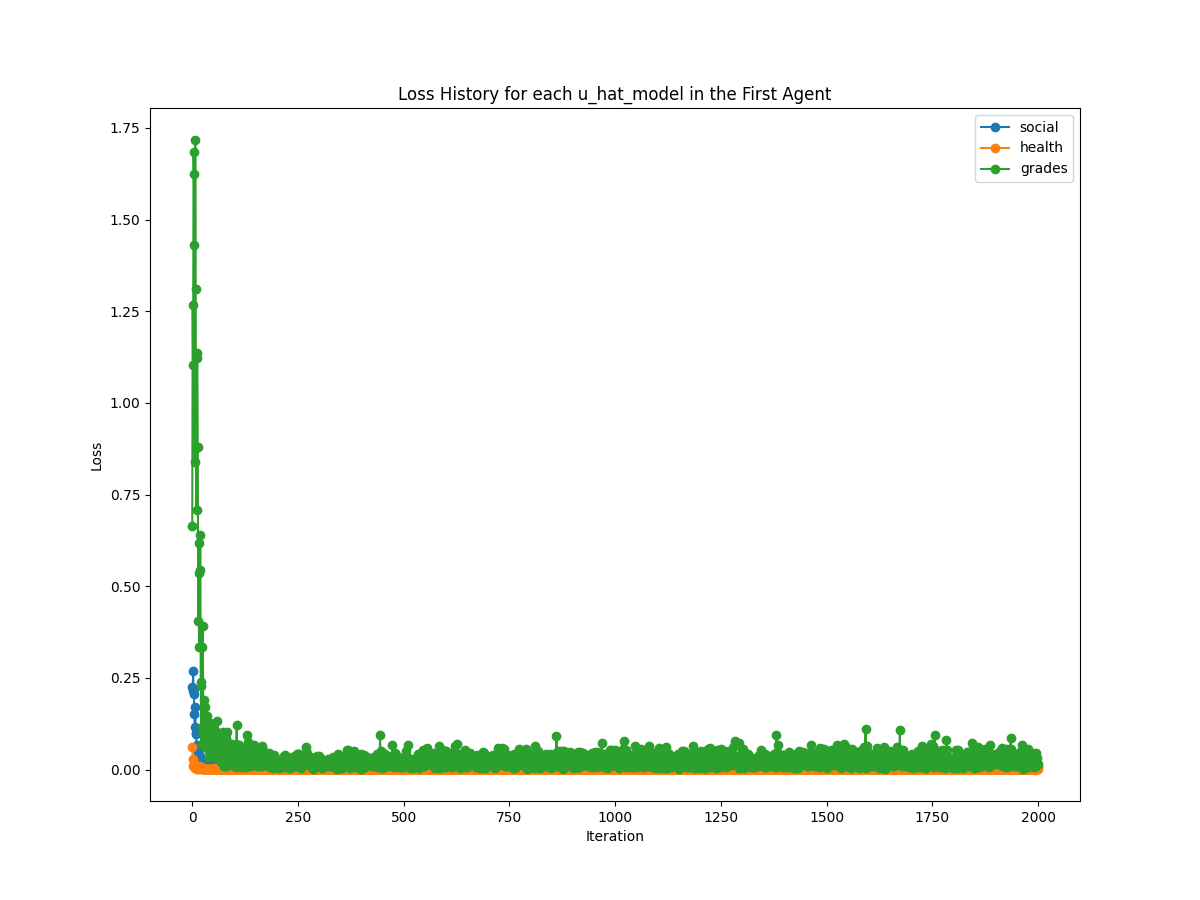 Loss History for each u_hat_model in the First Agent
social
health
grades
1.75
1.50
1.25
1.00
0.75
0.50
0.25
0.00
Loss
0 250 500 750 1000 1250 1500 1750 2000
Iteration